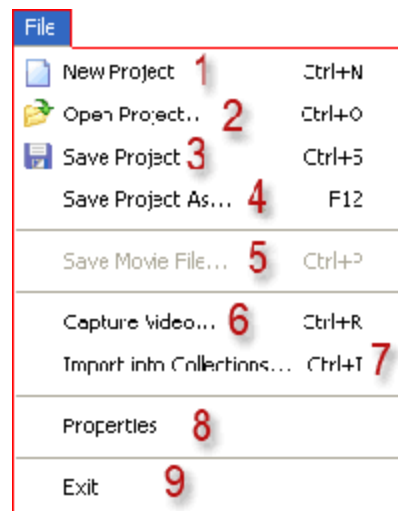 File
New Project 1 Ctrl+N
Open Project... 2 Ctrl+O
Save Project 3 Ctrl+S
Save Project As... 4 F12
Save Movie File... 5 Ctrl+P
Capture Video... 6 Ctrl+R
Import into Collections... Ctrl+I 7
Properties 8
Exit 9